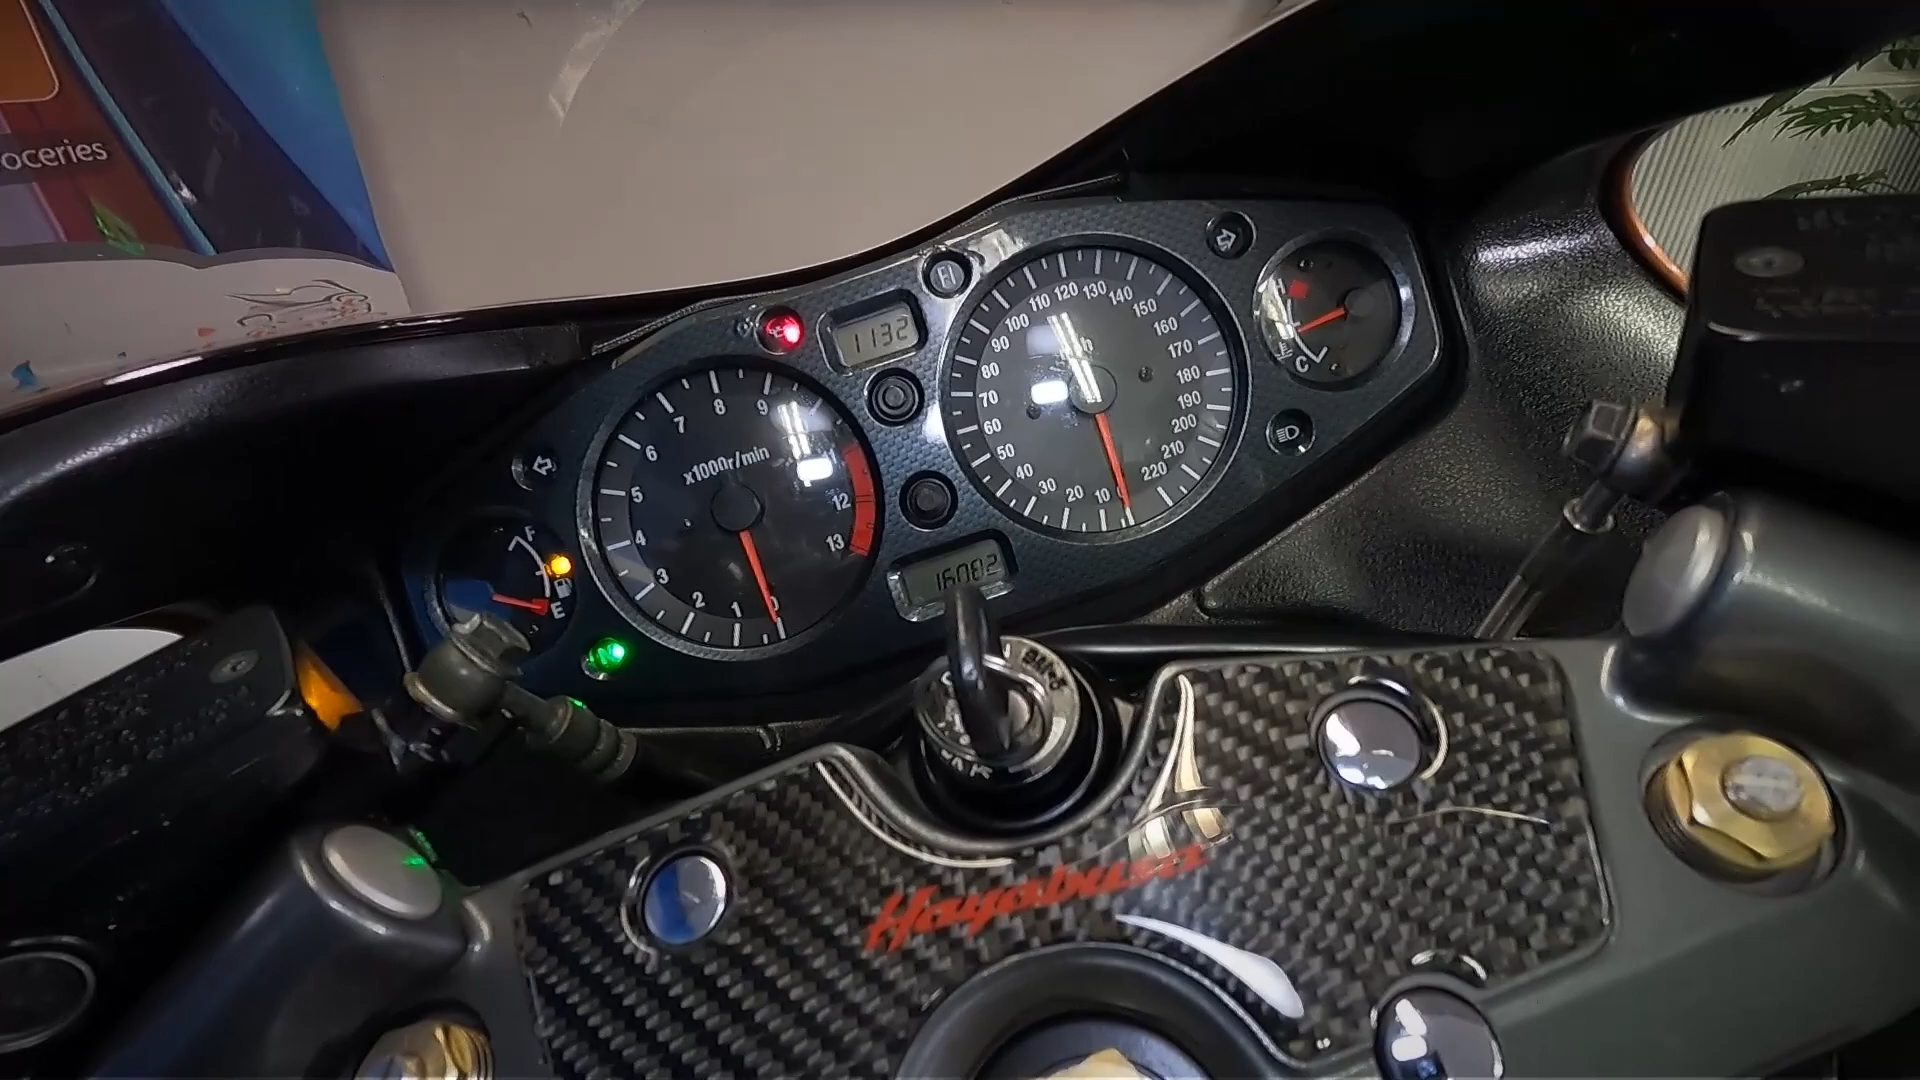 oceries
FI
1132
110 120 130 140 150 160 170 180 190 200 210 220
100 90 80 70 60 50 40 30 20 10
H
C
x1000r/min
1 2 3 4 5 6 7 8 9
12
13
F
E
N
16082
Hayabusa